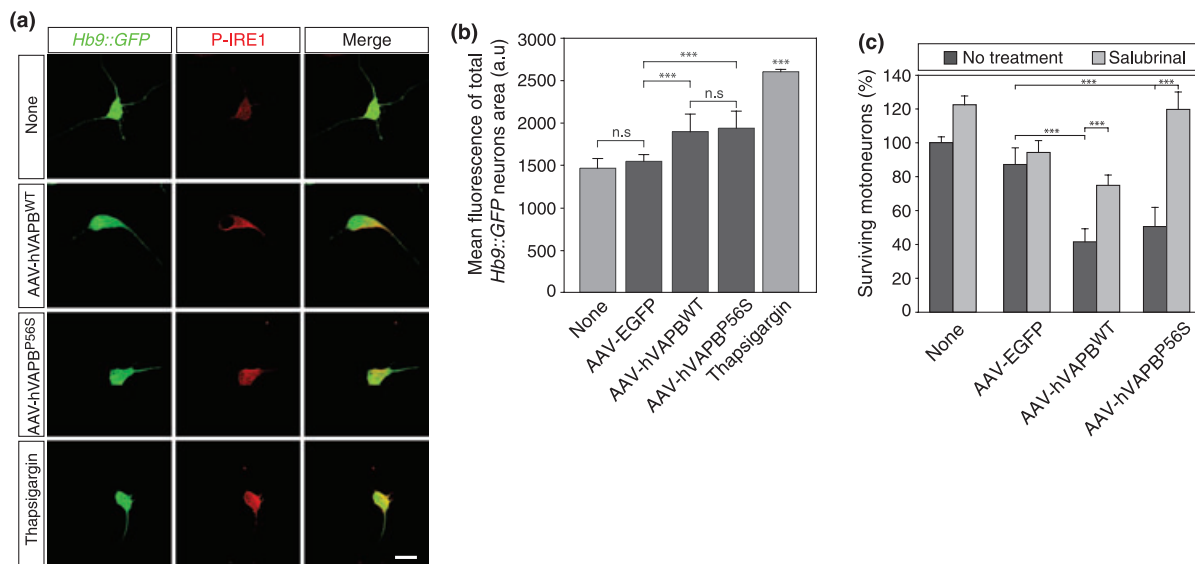 (a)
Hb9::GFP
P-IRE1
Merge
None
AAV-hVAPBWT
AAV-hVAPBP56S
Thapsigargin
(b)
Mean fluorescence of total
Hb9::GFP neurons area (a.u)
3000
2500
2000
1500
1000
500
0
n.s
***
***
n.s
***
None
AAV-EGFP
AAV-hVAPBWT
AAV-hVAPBP56S
Thapsigargin
(c)
No treatment
Salubrinal
Surviving motoneurons (%)
140
120
100
80
60
40
20
0
***
***
***
***
None
AAV-EGFP
AAV-hVAPBWT
AAV-hVAPBP56S